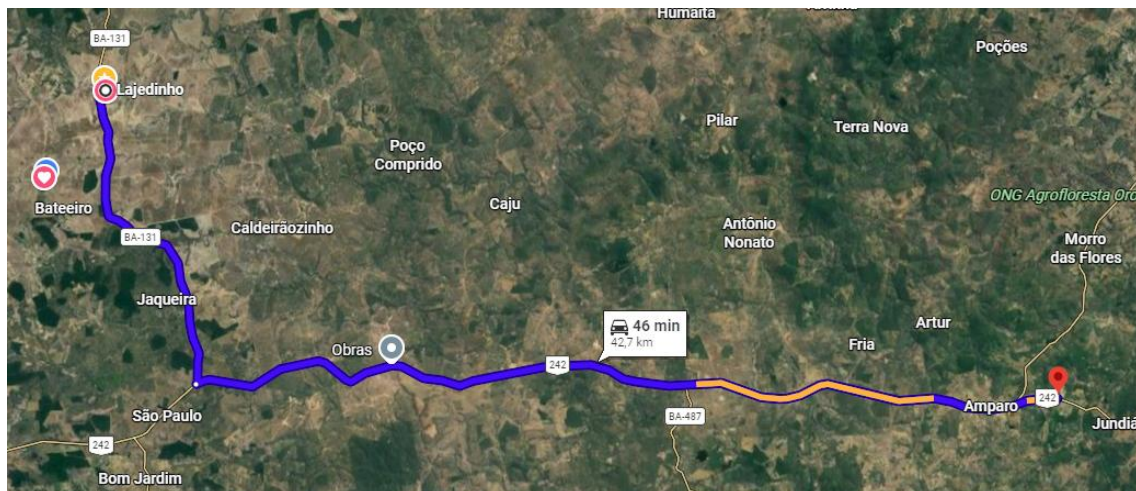 Humaitá
BA-131
Lajedinho
Poções
Pilar
Terra Nova
Poço
Comprido
Bateeiro
Caju
ONG Agrofloresta Oro
BA-131
Caldeirãozinho
Antônio
Nonato
Morro
das Flores
Jaqueira
46 min
42,7 km
Artur
Obras
Fria
242
242
Amparo
São Paulo
BA-487
Jundiá
242
Bom Jardim